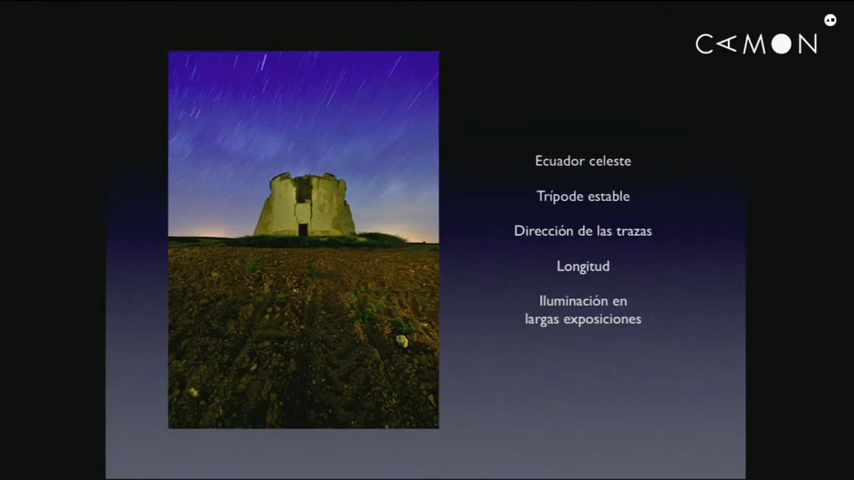 CAMON
Ecuador celeste
Trípode estable
Dirección de las trazas
Longitud
Iluminación en
largas exposiciones